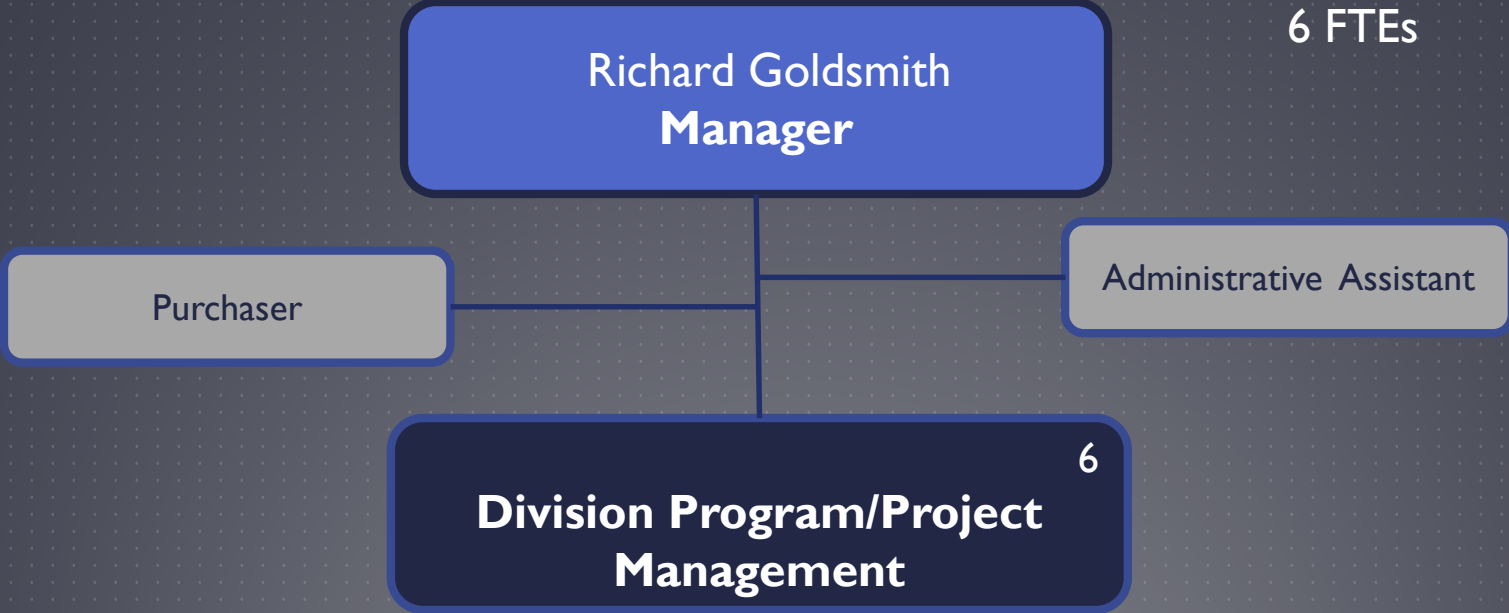 6 FTEs
Richard Goldsmith
Manager
Purchaser
Administrative Assistant
6
Division Program/Project
Management